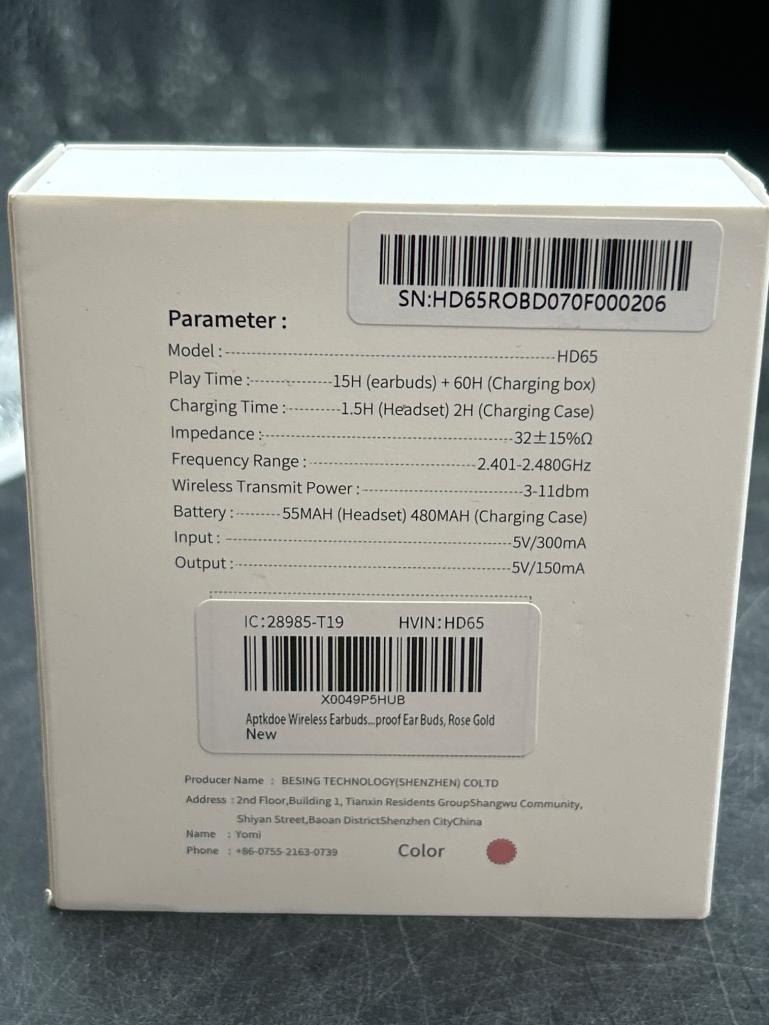 SN:HD65ROBD070F000206
Parameter :
Model :---HD65
Play Time :---15H (earbuds) + 60H (Charging box)
Charging Time :---1.5H (Headset) 2H (Charging Case)
Impedance :---32±15%Ω
Frequency Range :---2.401-2.480GHz
Wireless Transmit Power :---3-11dbm
Battery :---55MAH (Headset) 480MAH (Charging Case)
Input :---5V/300mA
Output :---5V/150mA
IC:28985-T19 HVIN:HD65
X0049P5HUB
Aptkdoe Wireless Earbuds...proof Ear Buds, Rose Gold
New
Producer Name : BESING TECHNOLOGY(SHENZHEN) COLTD
Address : 2nd Floor,Building 1, Tianxin Residents GroupShangwu Community,
Shiyan Street,Baoan DistrictShenzhen CityChina
Name : Yomi
Phone : +86-0755-2163-0739
Color